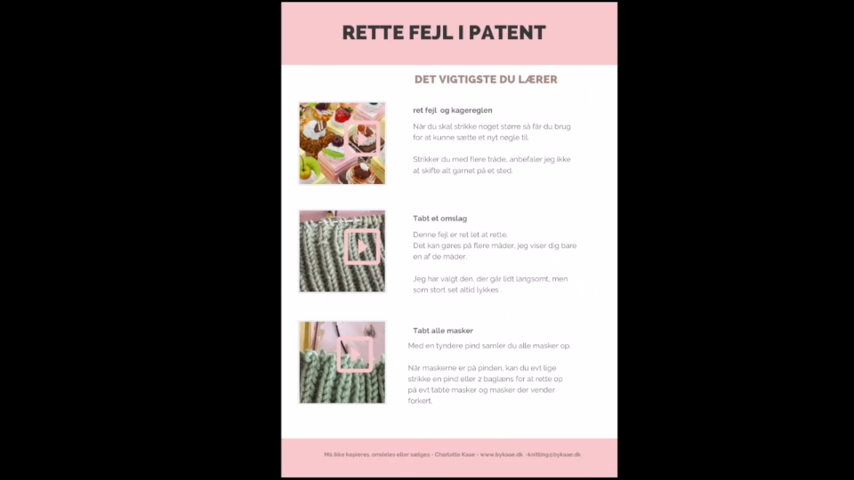 RETTE FEJL I PATENT
DET VIGTIGSTE DU LÆRER
ret fejl og kagereglen
Når du skal strikke noget større så får du brug
for at kunne sætte et nyt nøgle til.
Strikker du med flere tråde, anbefaler jeg ikke
at skifte alt garnet på et sted.
Tabt et omslag
Denne fejl er ret let at rette.
Det kan gøres på flere måder, jeg viser dig bare
en af de måder.
Jeg har valgt den, der går lidt langsomt, men
som stort set altid lykkes .
Tabt alle masker
Med en tyndere pind samler du alle masker op.
Når maskerne er på pinden, kan du evt lige
strikke en pind eller 2 baglæns for at rette op
på evt tabte masker og masker der vender
forkert.
Må ikke kopieres, omdeles eller sælges - Charlotte Kaae - www.bykaae.dk -knitting@bykaae.dk